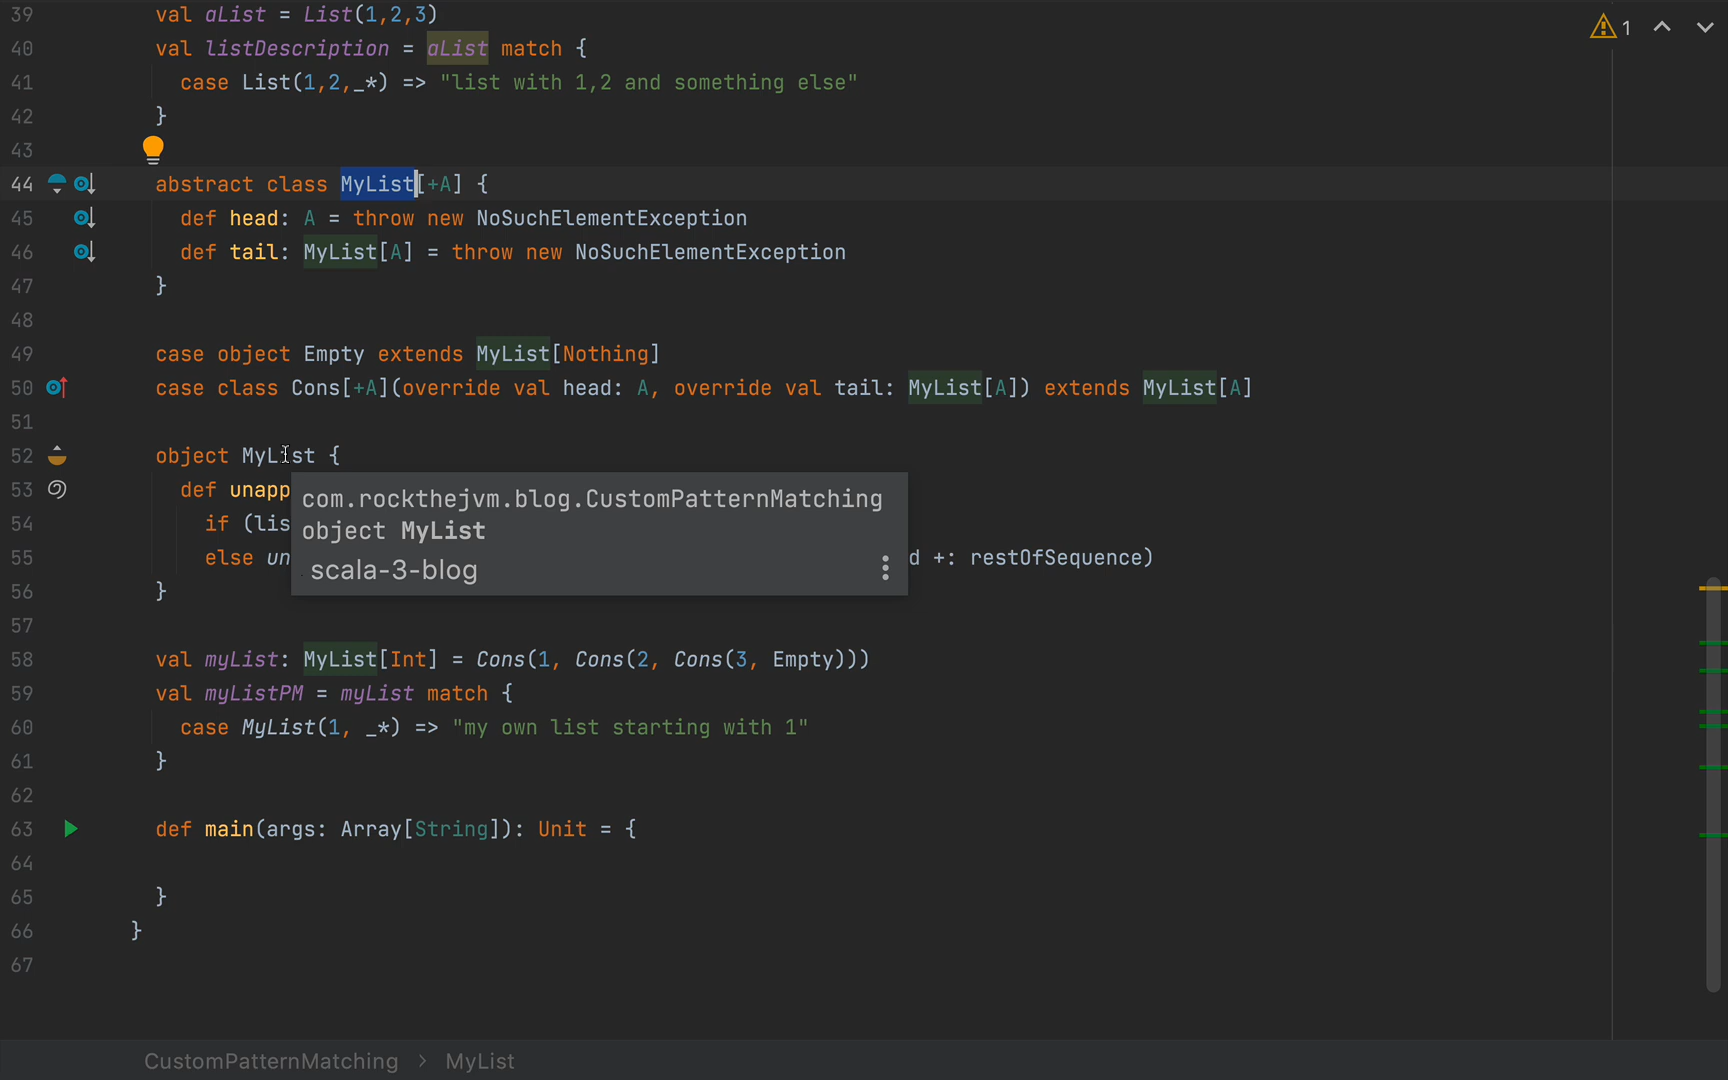 39 val aList = List(1,2,3)
40 val listDescription = aList match {
41 case List(1,2,_*) => "list with 1,2 and something else"
42 }
43
44 abstract class MyList[+A] {
45 def head: A = throw new NoSuchElementException
46 def tail: MyList[A] = throw new NoSuchElementException
47 }
48
49 case object Empty extends MyList[Nothing]
50 case class Cons[+A](override val head: A, override val tail: MyList[A]) extends MyList[A]
51
52 object MyList {
53 def unapp
com.rockthejvm.blog.CustomPatternMatching
object MyList
scala-3-blog
54 if (lis
55 else un d +: restOfSequence)
56 }
57
58 val myList: MyList[Int] = Cons(1, Cons(2, Cons(3, Empty)))
59 val myListPM = myList match {
60 case MyList(1, _*) => "my own list starting with 1"
61 }
62
63 def main(args: Array[String]): Unit = {
64
65 }
66 }
67
1
CustomPatternMatching > MyList